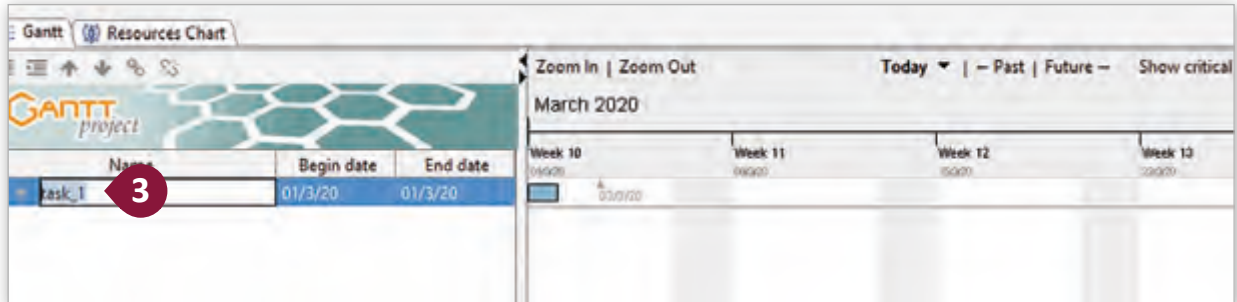 Gantt Resources Chart
Zoom In | Zoom Out Today | – Past | Future – Show critical
GANTT
project
March 2020
Week 10 Week 11 Week 12 Week 13
Name Begin date End date
task_1 3 01/3/20 01/3/20